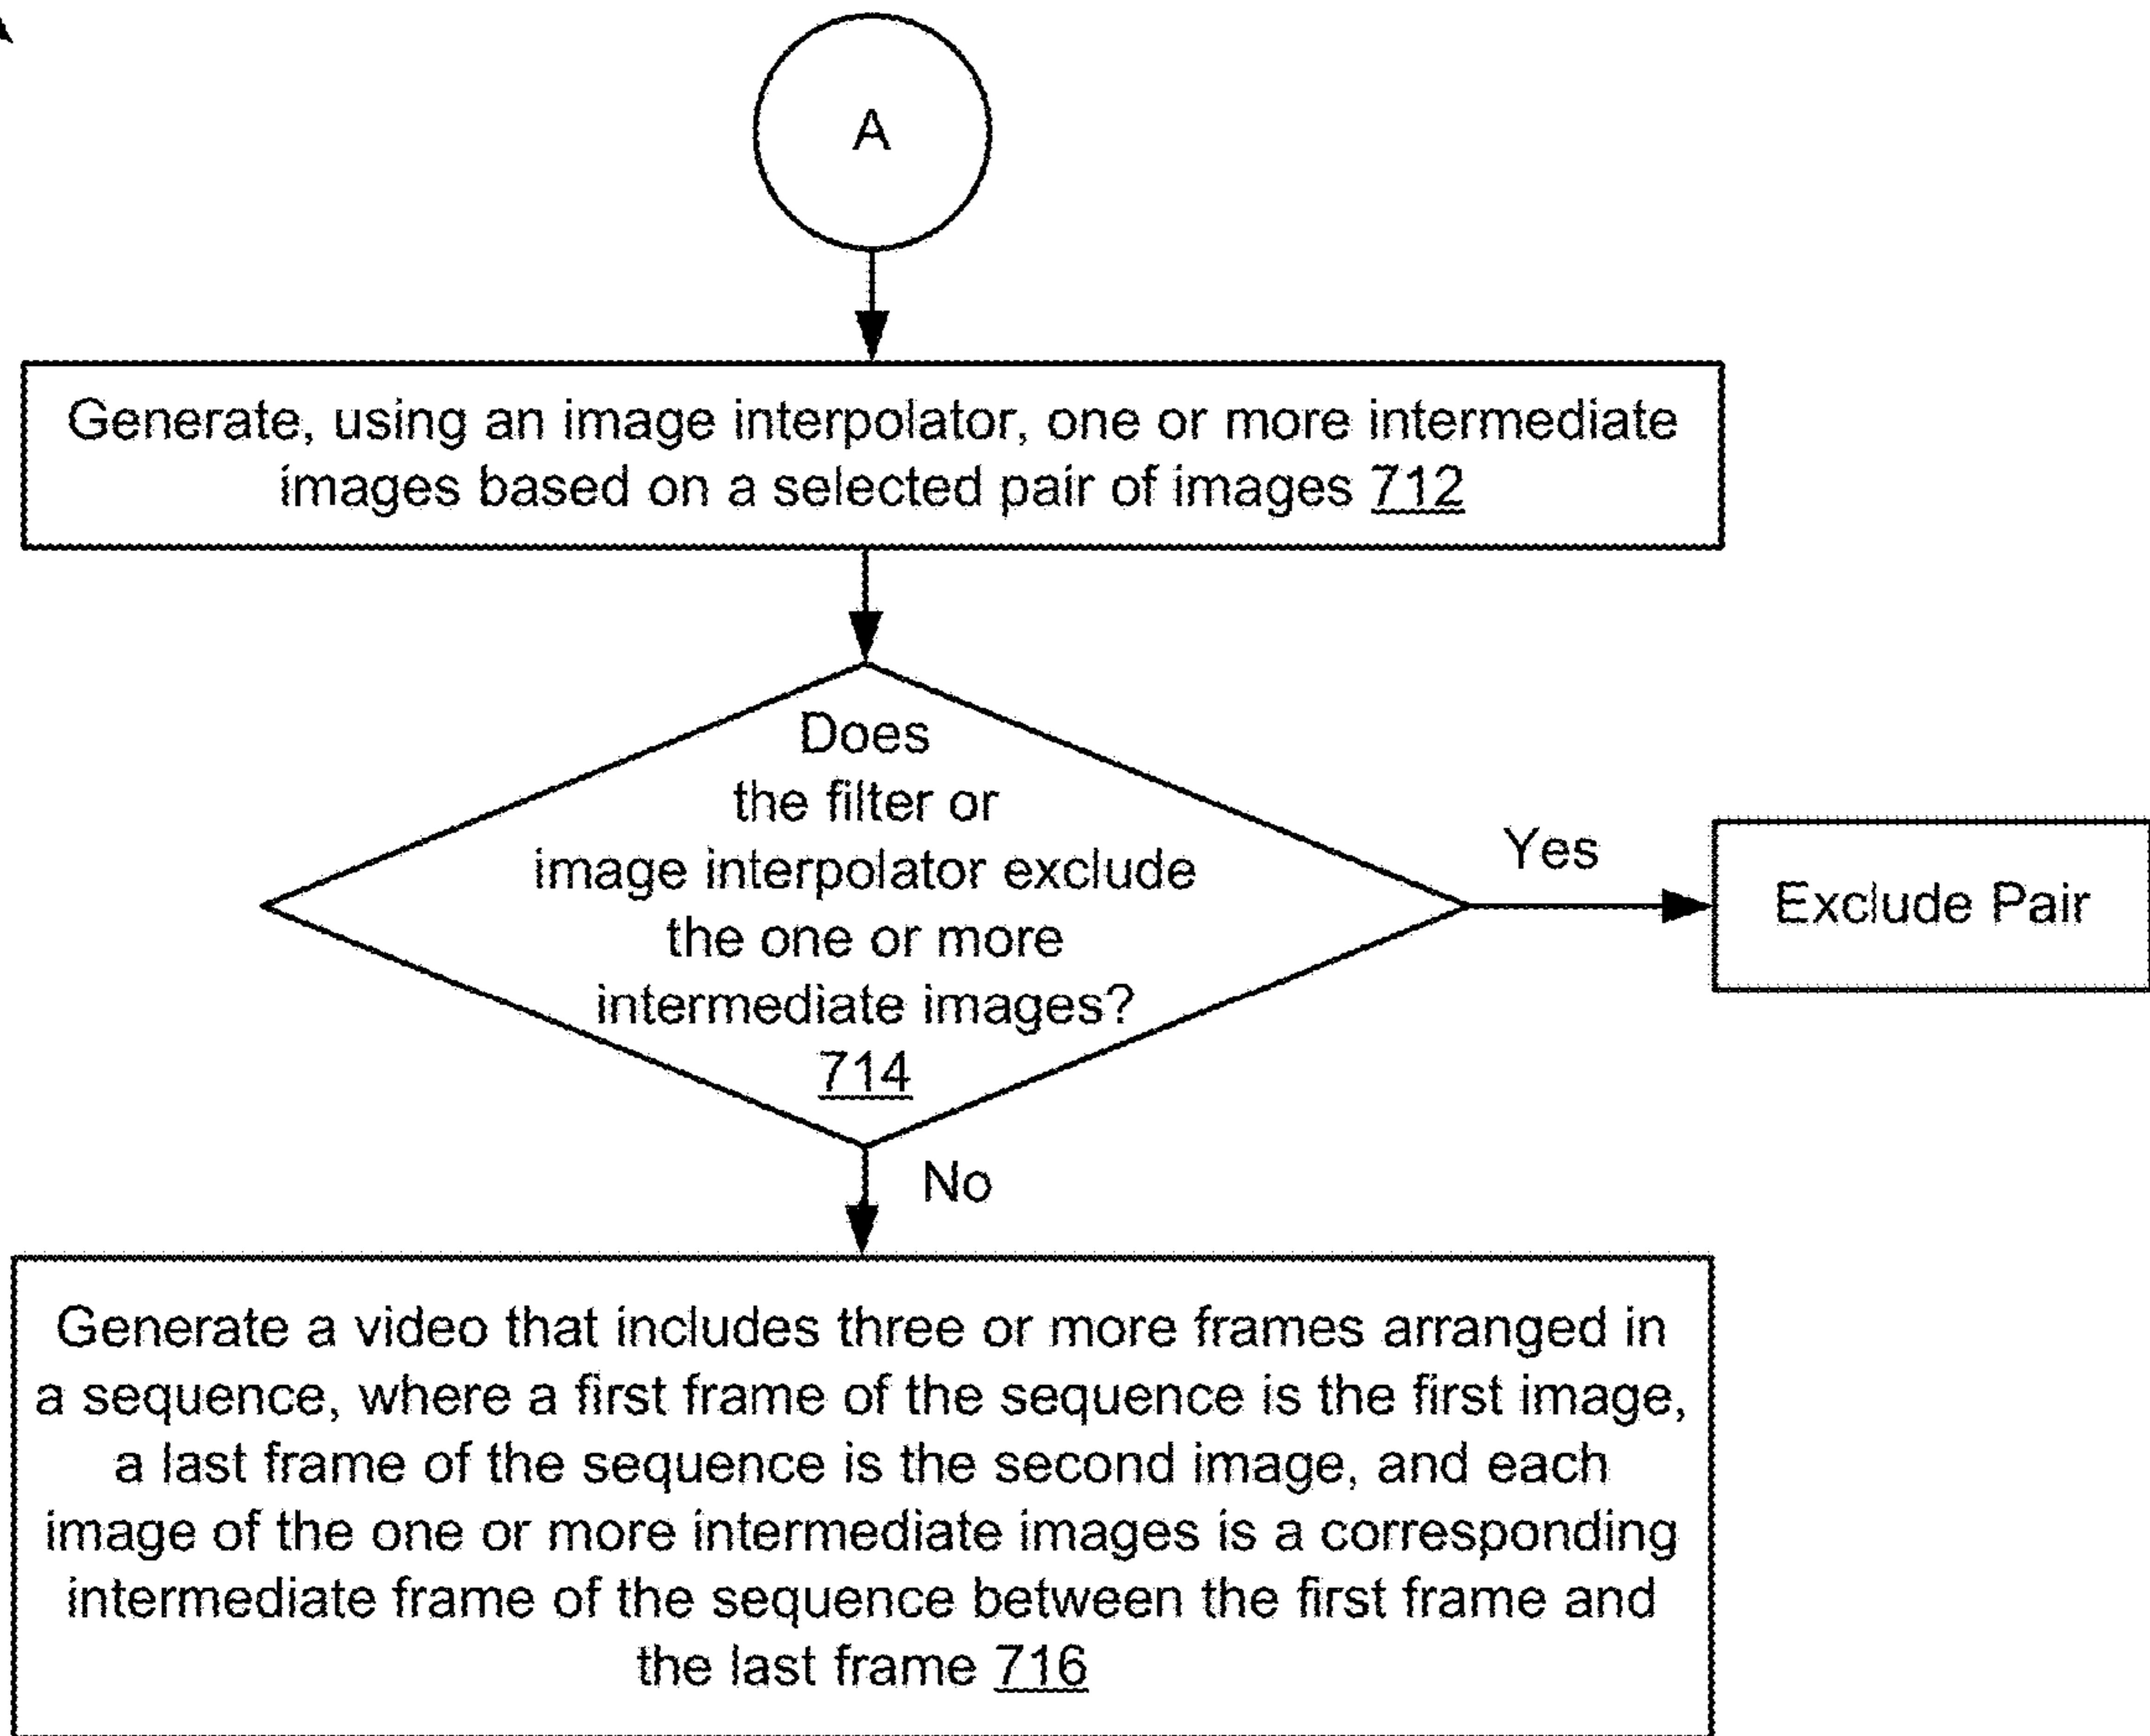 A
Generate, using an image interpolator, one or more intermediate
images based on a selected pair of images 712
Does
the filter or
image interpolator exclude
the one or more
intermediate images?
714
Yes
Exclude Pair
No
Generate a video that includes three or more frames arranged in
a sequence, where a first frame of the sequence is the first image,
a last frame of the sequence is the second image, and each
image of the one or more intermediate images is a corresponding
intermediate frame of the sequence between the first frame and
the last frame 716